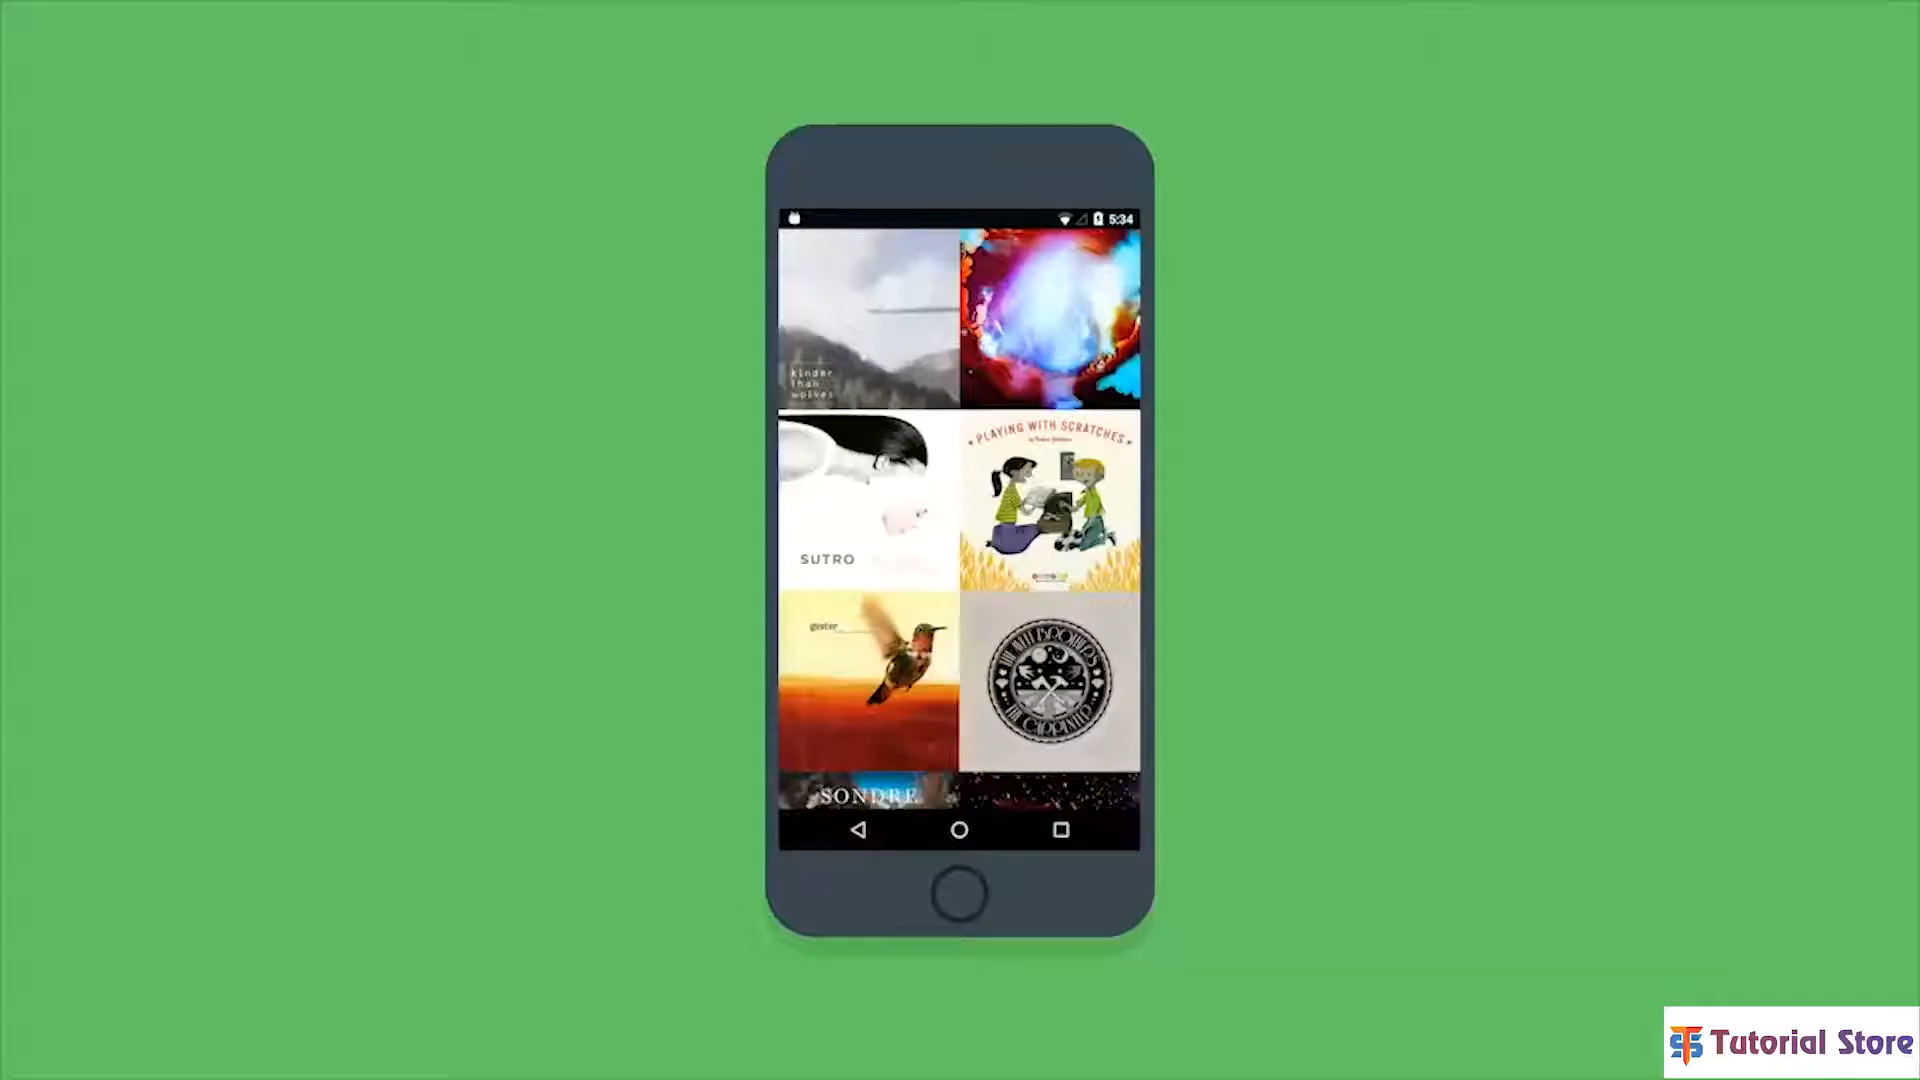 5:34
kinder
than
wolves
PLAYING WITH SCRATCHES
SUTRO
guster
THE AVETT BROTHERS
THE CARPENTER
SONDRE
Tutorial Store